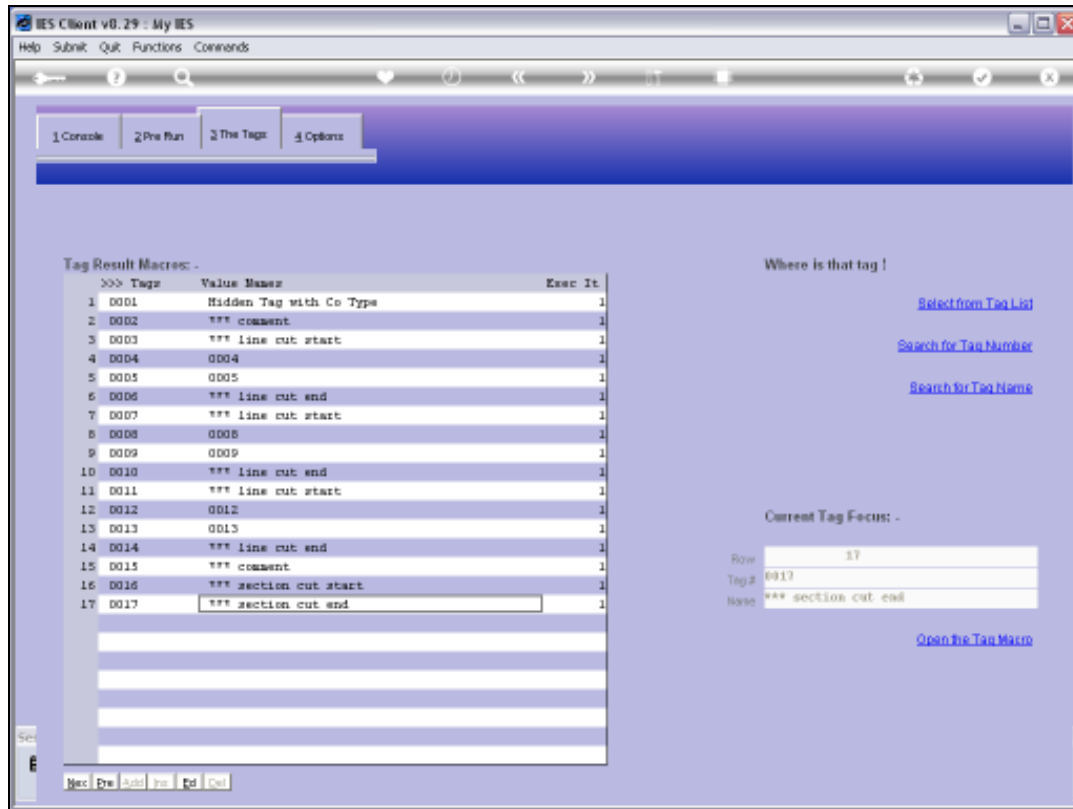 IES Client v8.29 : My IES
Help Submit Quit Functions Commands
1 Console 2 Pre Run 3 The Tags 4 Options
Tag Result Macros: -
Where is that tag !
>>> Tags Value Names Exec It
1 0001 Hidden Tag with Co Type 1
2 0002 *** comment 1
3 0003 *** line cut start 1
4 0004 0004 1
5 0005 0005 1
6 0006 *** line cut end 1
7 0007 *** line cut start 1
8 0008 0008 1
9 0009 0009 1
10 0010 *** line cut end 1
11 0011 *** line cut start 1
12 0012 0012 1
13 0013 0013 1
14 0014 *** line cut end 1
15 0015 *** comment 1
16 0016 *** section cut start 1
17 0017 *** section cut end 1
Select from Tag List
Search for Tag Number
Search for Tag Name
Current Tag Focus: -
Row 17
Tag # 0017
Name *** section cut end
Open the Tag Macro
Nex Pre Add Ins Ed Del